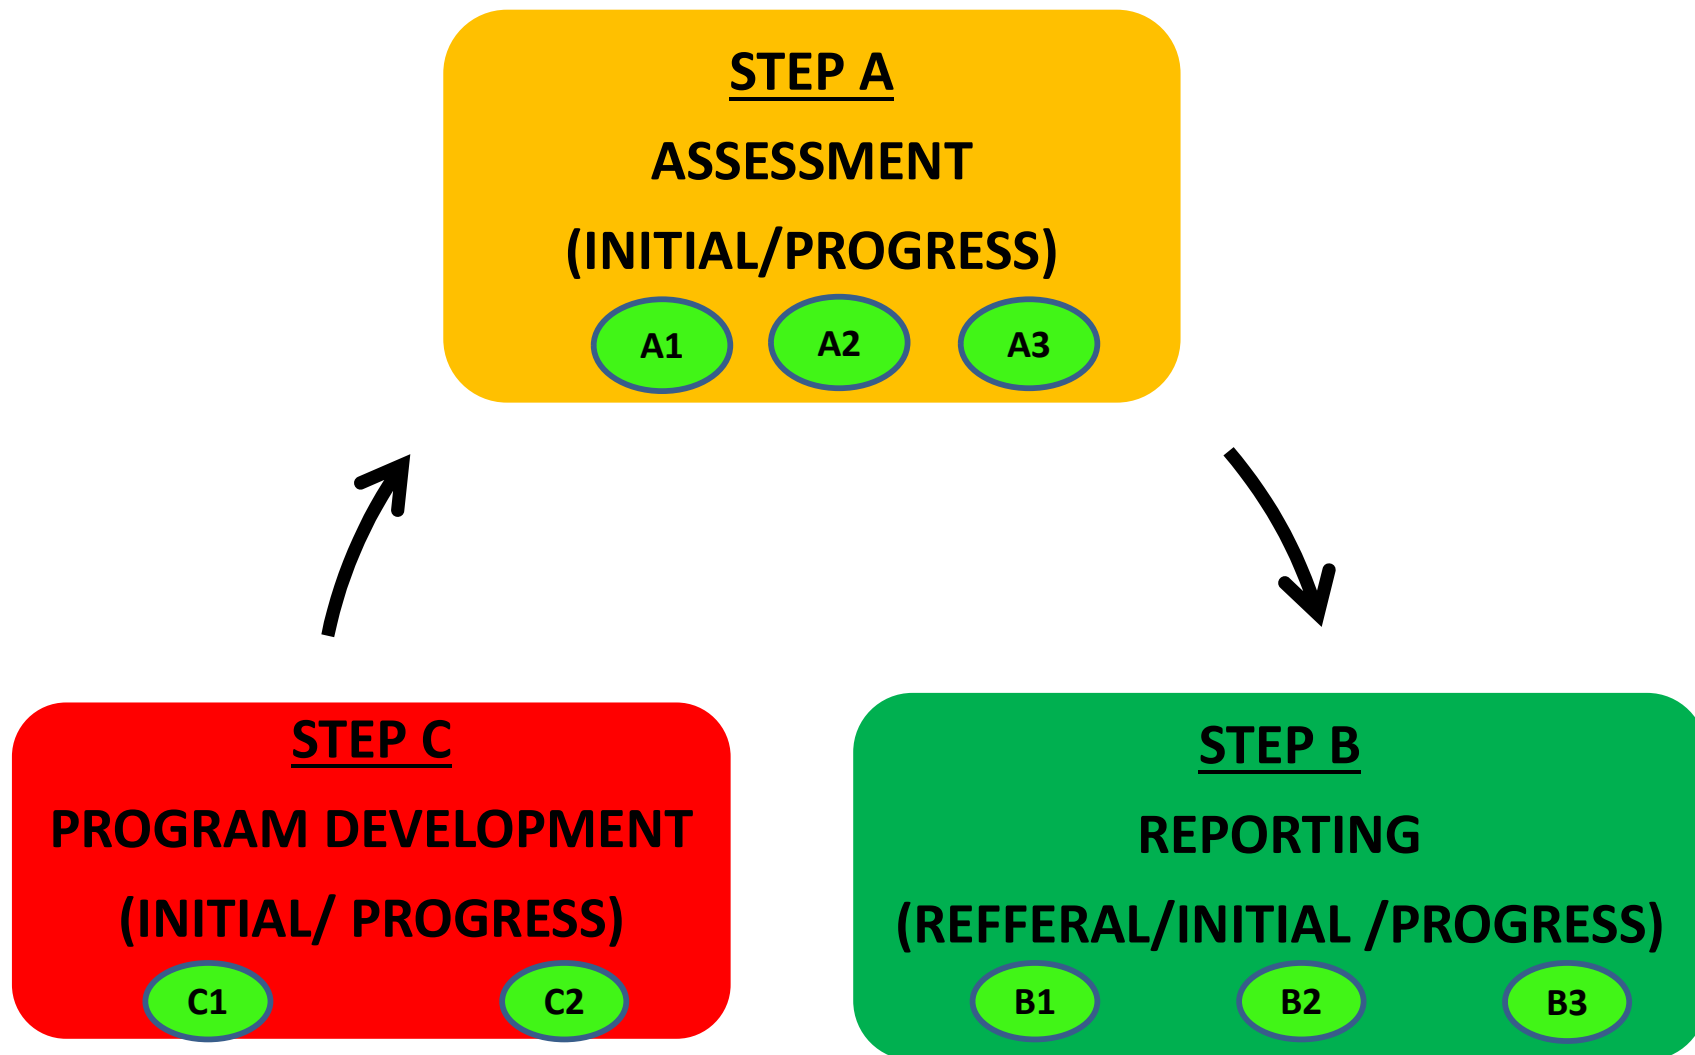 STEP A
ASSESSMENT
(INITIAL/PROGRESS)
A1 A2 A3
STEP C
PROGRAM DEVELOPMENT
(INITIAL/ PROGRESS)
C1 C2
STEP B
REPORTING
(REFFERAL/INITIAL /PROGRESS)
B1 B2 B3